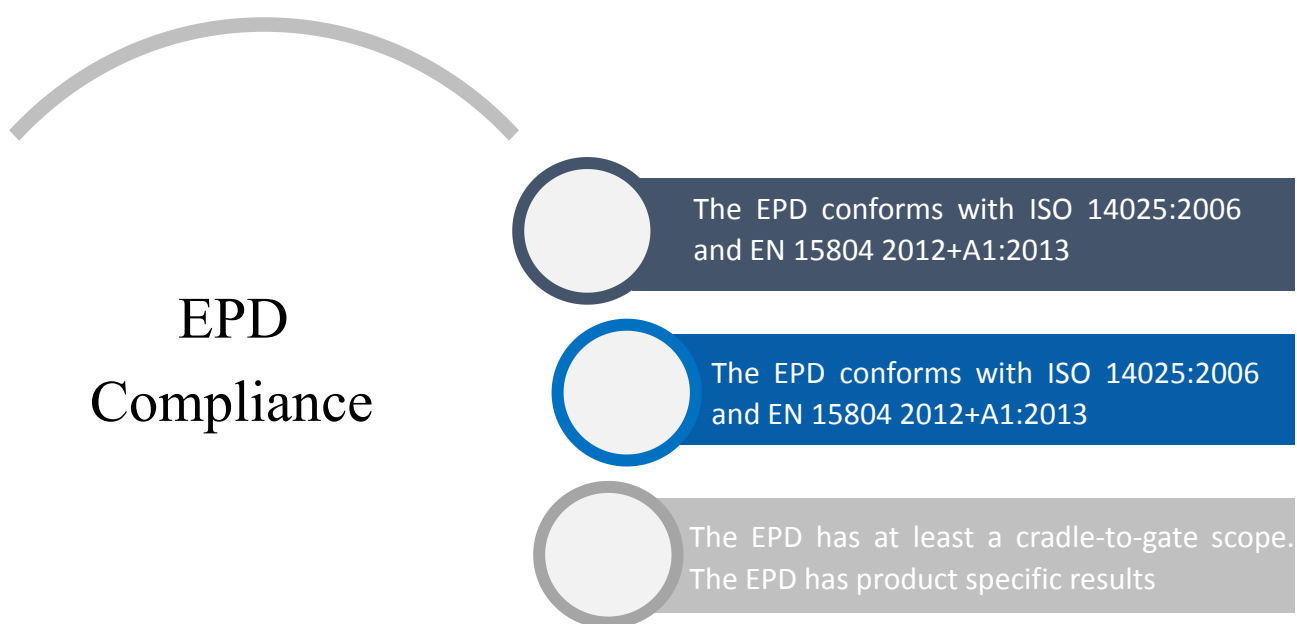 EPD
Compliance
The EPD conforms with ISO 14025:2006
and EN 15804 2012+A1:2013
The EPD conforms with ISO 14025:2006
and EN 15804 2012+A1:2013
The EPD has at least a cradle-to-gate scope.
The EPD has product specific results